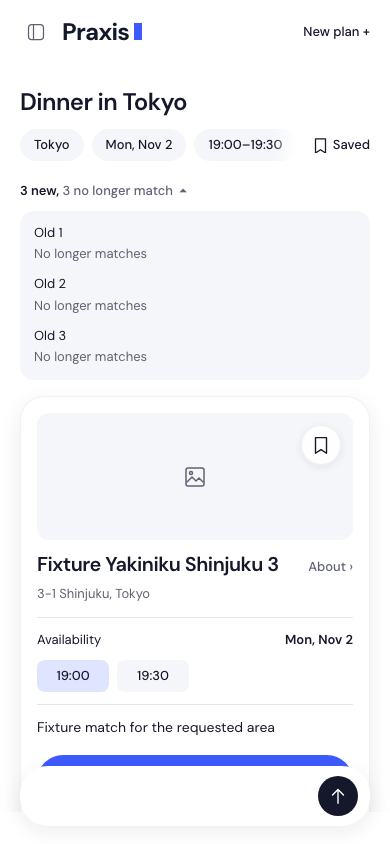 Praxis
New plan +
Dinner in Tokyo
Tokyo
Mon, Nov 2
19:00–19:30
Saved
3 new, 3 no longer match
Old 1
No longer matches
Old 2
No longer matches
Old 3
No longer matches
Fixture Yakiniku Shinjuku 3
About ›
3-1 Shinjuku, Tokyo
Availability
Mon, Nov 2
19:00
19:30
Fixture match for the requested area